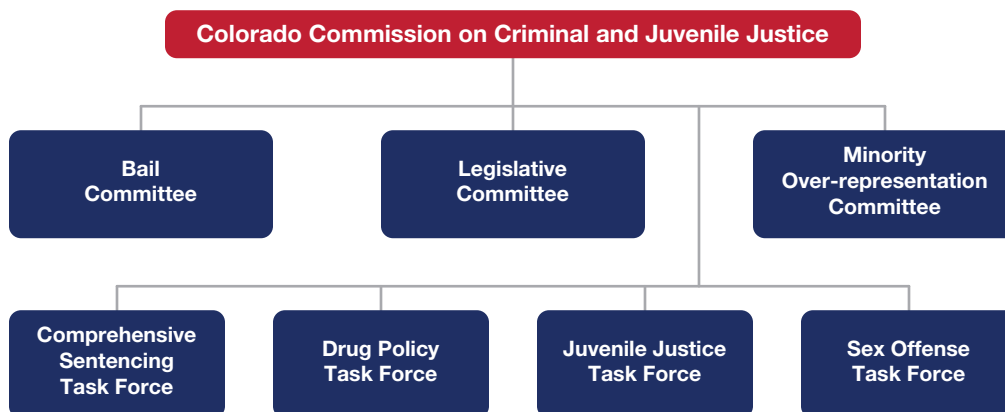 Colorado Commission on Criminal and Juvenile Justice
Bail
Committee
Legislative
Committee
Minority
Over-representation
Committee
Comprehensive
Sentencing
Task Force
Drug Policy
Task Force
Juvenile Justice
Task Force
Sex Offense
Task Force